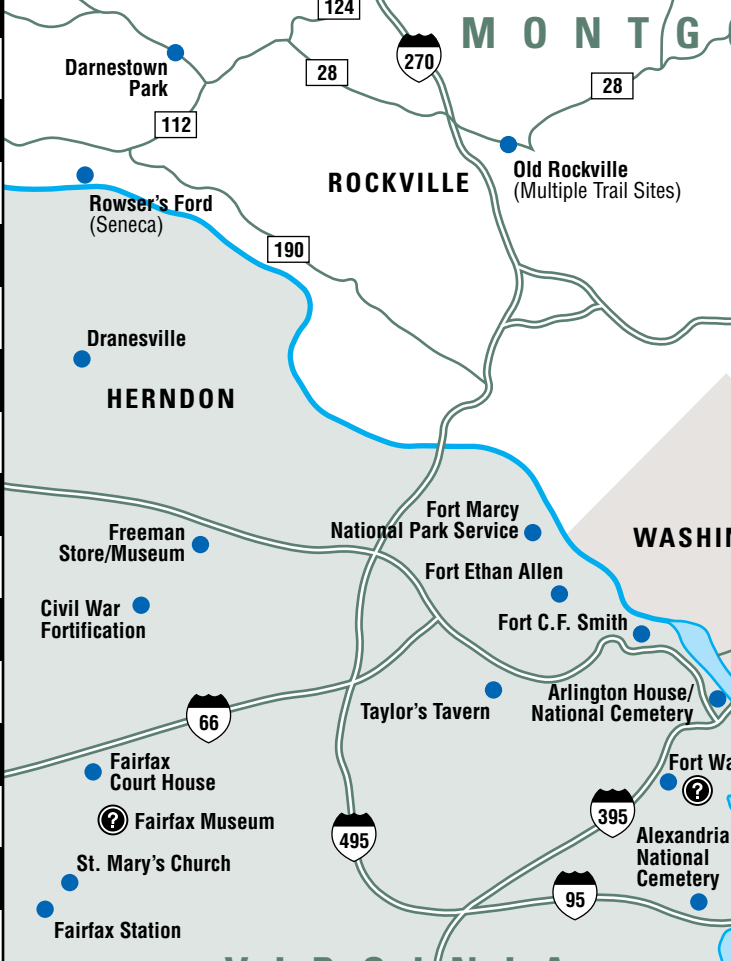 124
MONTG
270
Darnestown
Park
28
28
112
ROCKVILLE
Old Rockville
(Multiple Trail Sites)
Rowser's Ford
(Seneca)
190
Dranesville
HERNDON
Fort Marcy
National Park Service
Freeman
Store/Museum
WASHIN
Fort Ethan Allen
Civil War
Fortification
Fort C.F. Smith
Arlington House/
National Cemetery
Taylor's Tavern
66
Fairfax
Court House
Fort Wa
?
? Fairfax Museum
395
495
Alexandria
National
Cemetery
St. Mary's Church
95
Fairfax Station
VIRGINIA